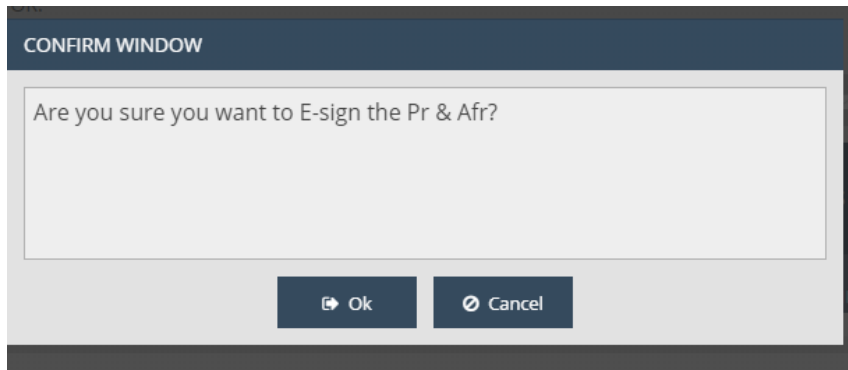 CONFIRM WINDOW
Are you sure you want to E-sign the Pr & Afr?
Ok
Cancel